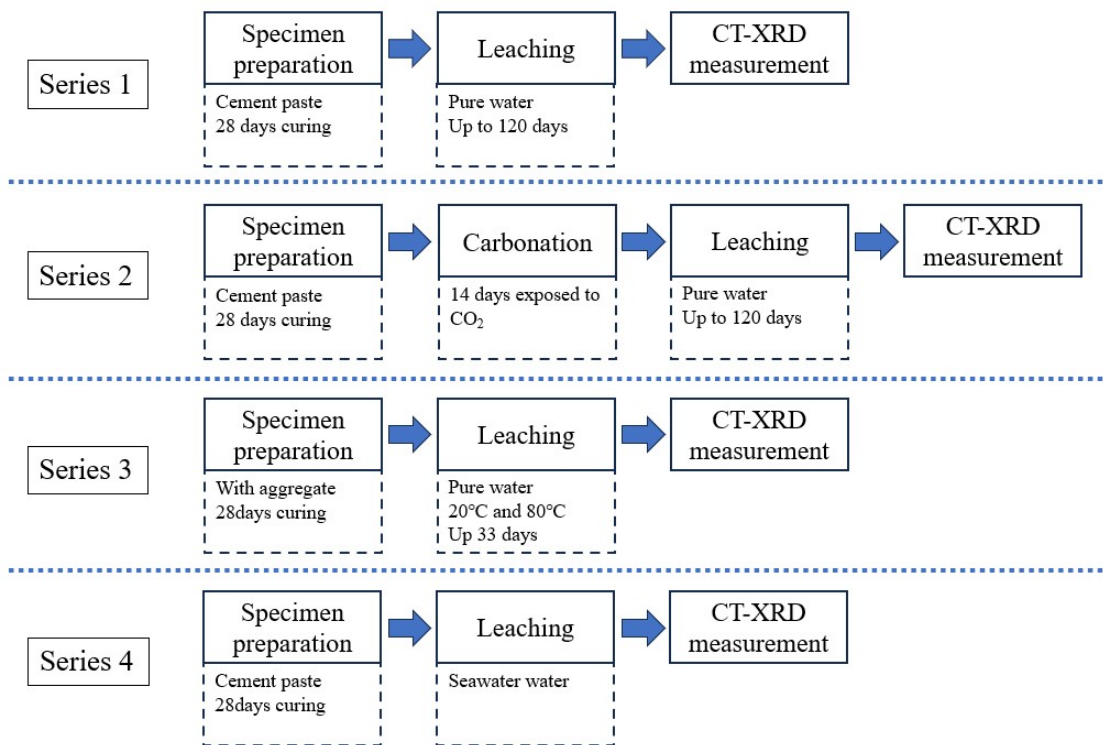 Series 1
Specimen
preparation
Cement paste
28 days curing
Leaching
Pure water
Up to 120 days
CT-XRD
measurement
Series 2
Specimen
preparation
Cement paste
28 days curing
Carbonation
14 days exposed to
CO₂
Leaching
Pure water
Up to 120 days
CT-XRD
measurement
Series 3
Specimen
preparation
With aggregate
28days curing
Leaching
Pure water
20℃ and 80℃
Up 33 days
CT-XRD
measurement
Series 4
Specimen
preparation
Cement paste
28days curing
Leaching
Seawater water
CT-XRD
measurement